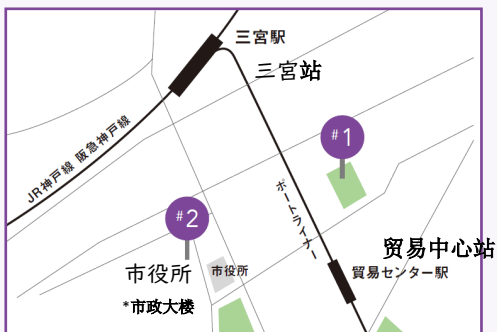 三宮駅
三宮站
#1
JR神戸線 阪急神戸線
ポートライナー
#2
贸易中心站
市役所
市役所
貿易センター駅
*市政大楼